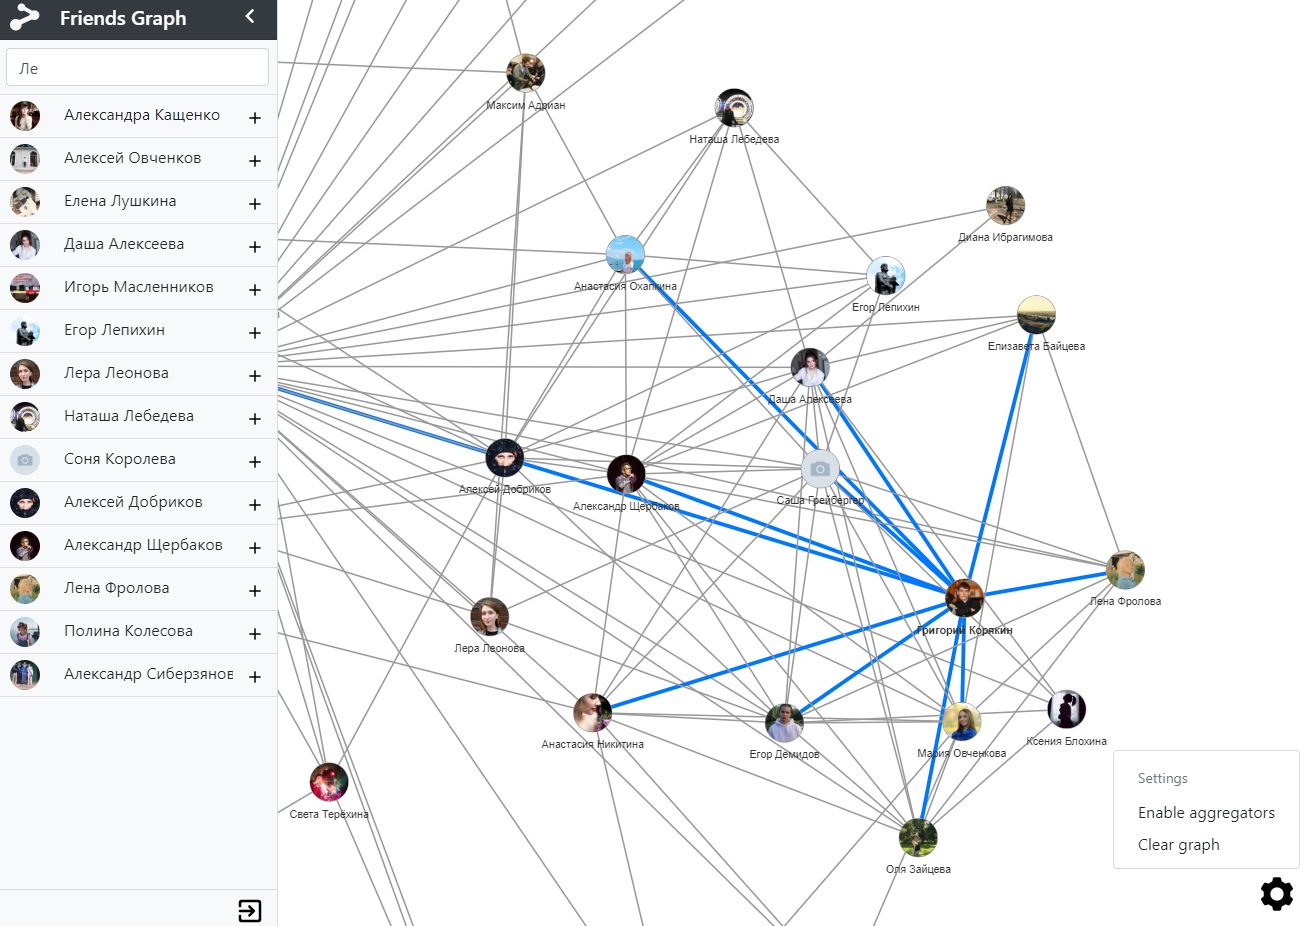 Friends Graph
Ле
Александра Кащенко
Алексей Овченков
Елена Лушкина
Даша Алексеева
Игорь Масленников
Егор Лепихин
Лера Леонова
Наташа Лебедева
Соня Королева
Алексей Добриков
Александр Щербаков
Лена Фролова
Полина Колесова
Александр Сиберзянов
Максим Адриан
Наташа Лебедева
Диана Ибрагимова
Анастасия Охапкина
Егор Лепихин
Елизавета Байцева
Даша Алексеева
Алексей Добриков
Александр Щербаков
Саша Грейбергер
Лена Фролова
Григорий Корякин
Лера Леонова
Анастасия Никитина
Егор Демидов
Мария Овченкова
Ксения Блохина
Света Терёхина
Оля Зайцева
Settings
Enable aggregators
Clear graph